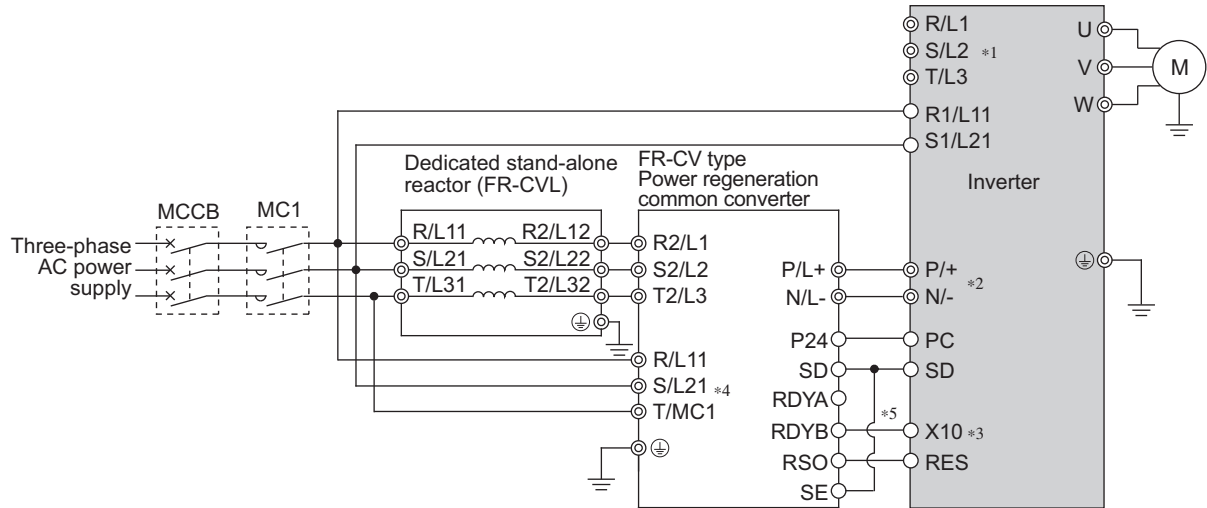 R/L1
S/L2 *1
T/L3
R1/L11
S1/L21
Inverter
U
V
W
M
Dedicated stand-alone
reactor (FR-CVL)
FR-CV type
Power regeneration
common converter
MCCB
MC1
Three-phase
AC power
supply
R/L11
R2/L12
S/L21
S2/L22
T/L31
T2/L32
R2/L1
S2/L2
T2/L3
R/L11
S/L21 *4
T/MC1
P/L+
N/L-
P24
SD
RDYA
RDYB
RSO
SE
*5
P/+
*2
N/-
PC
SD
X10 *3
RES